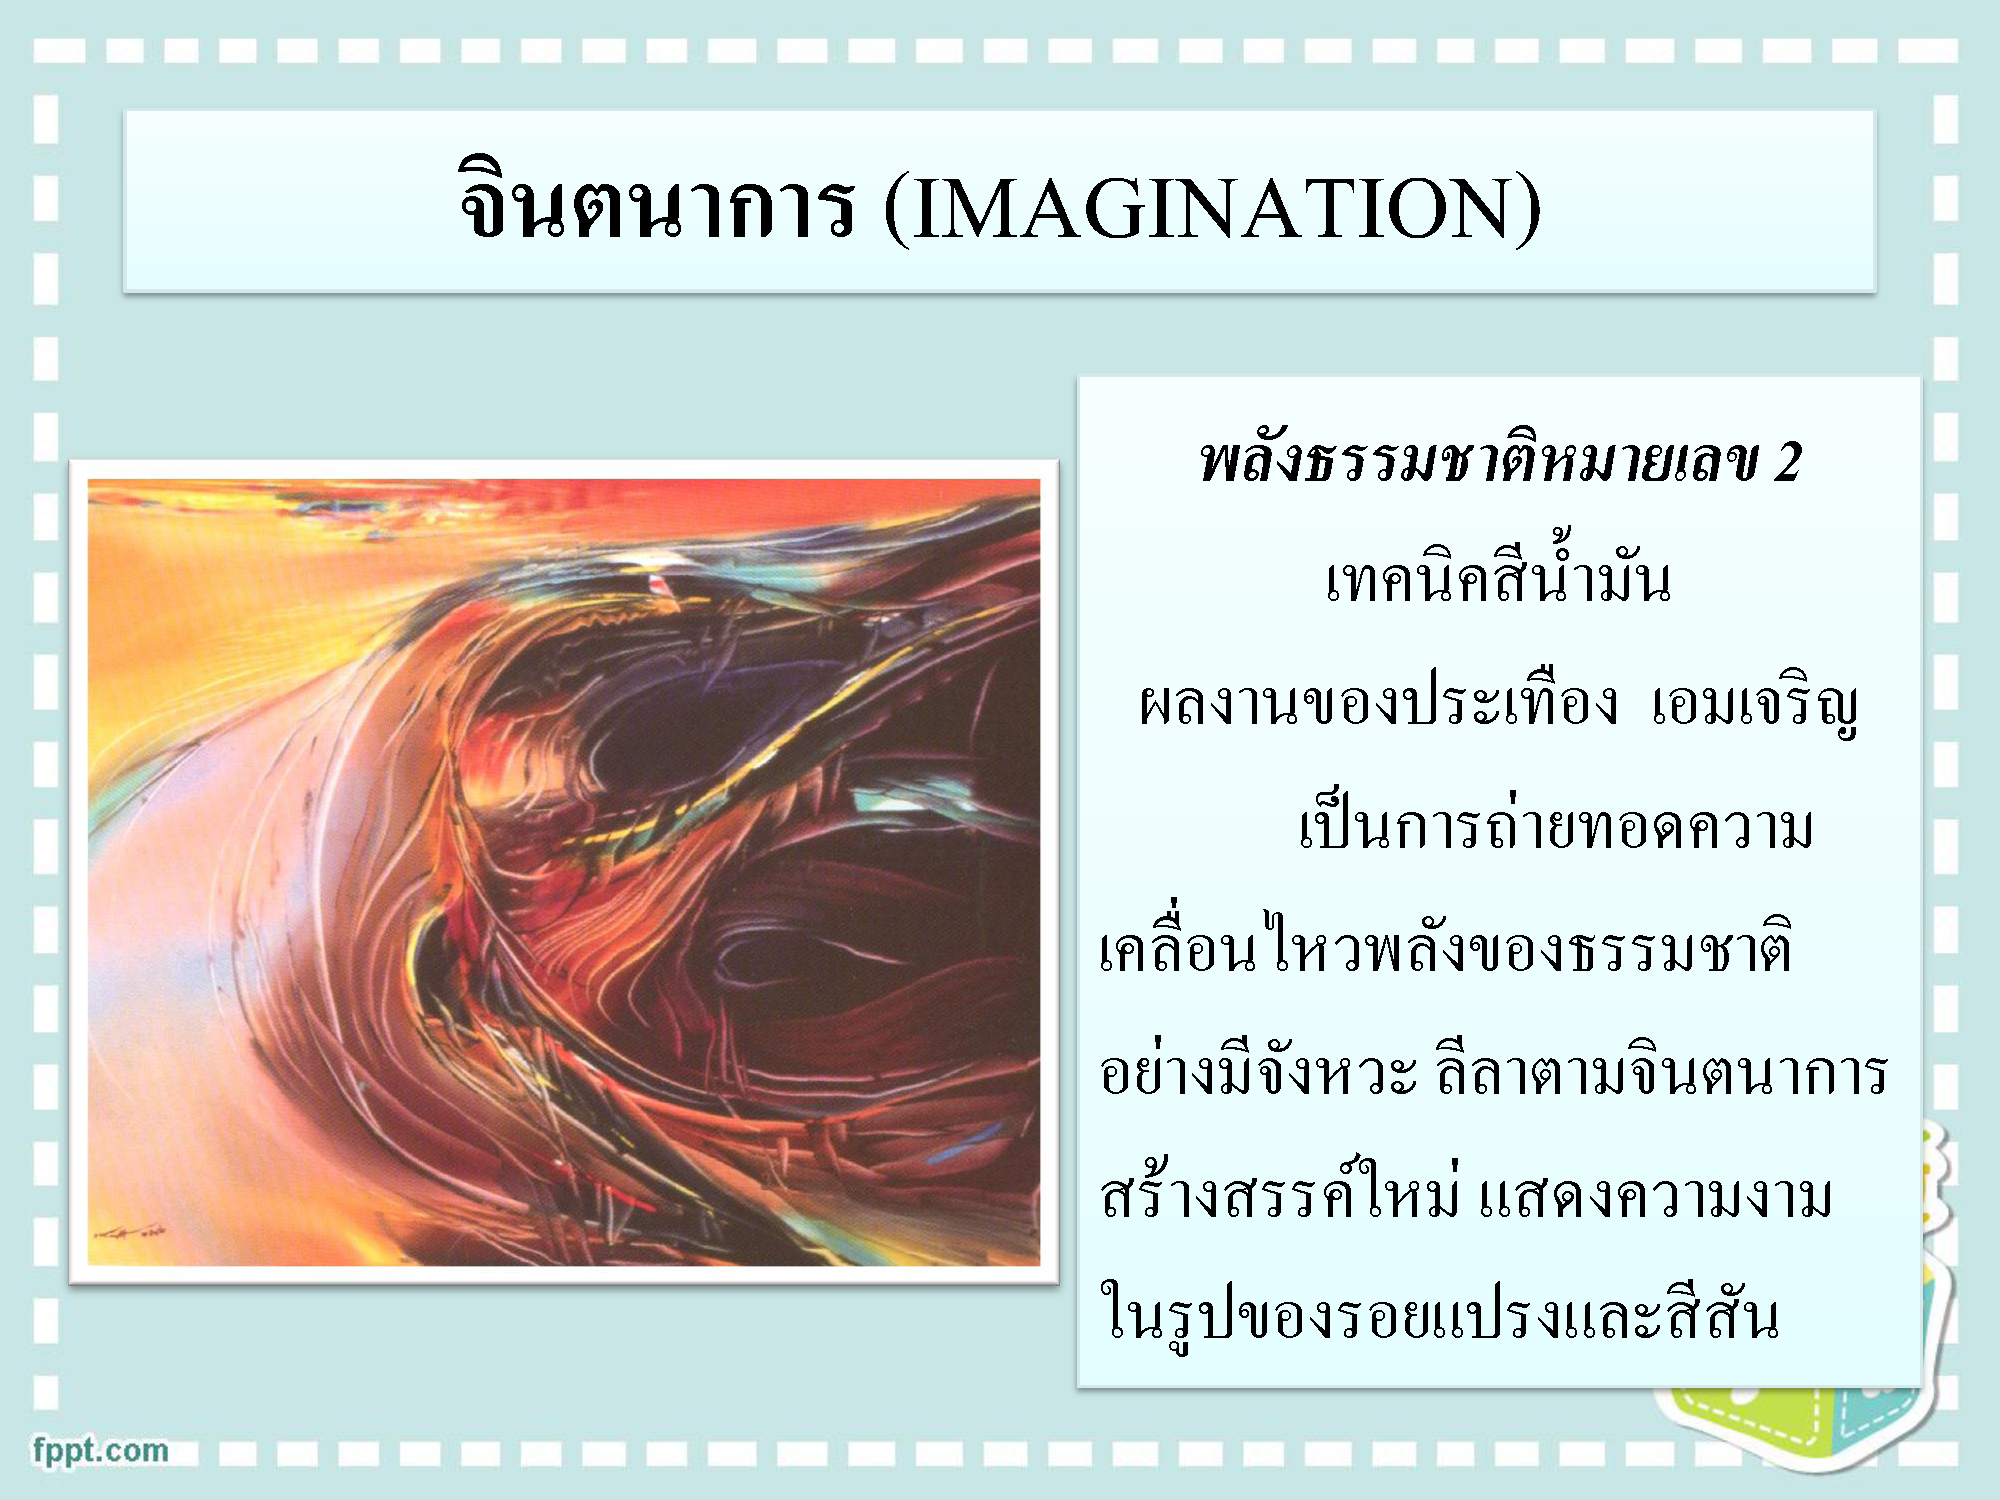 จินตนาการ (IMAGINATION)
พลังธรรมชาติหมายเลข 2
เทคนิคสีน้ำมัน
ผลงานของประเทือง เอมเจริญ
เป็นการถ่ายทอดความ
เคลื่อนไหวพลังของธรรมชาติ
อย่างมีจังหวะ ลีลาตามจินตนาการ
สร้างสรรค์ใหม่ แสดงความงาม
ในรูปของรอยแปรงและสีสัน
fppt.com